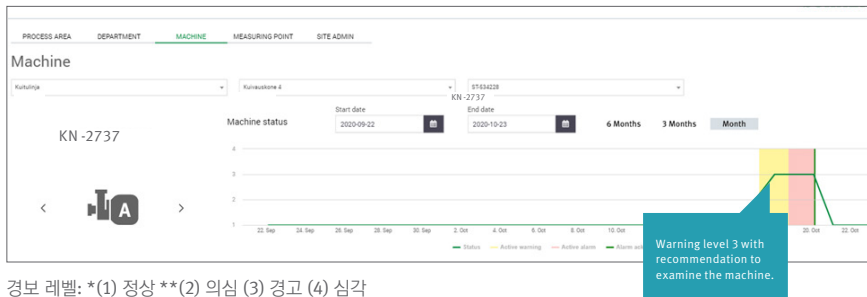 PROCESS AREA DEPARTMENT MACHINE MEASURING POINT SITE ADMIN
Machine
Kuitulinja Kuivauskone 4 ST-534228
KN-2737
Start date End date
Machine status 2020-09-22 2020-10-23 6 Months 3 Months Month
KN-2737
4
3
2
A
1
22. Sep 24. Sep 26. Sep 28. Sep 30. Sep 2. Oct 4. Oct 6. Oct 8. Oct 10. Oct 20. Oct 22. Oct
Status Active warning Active alarm Alarm ack
Warning level 3 with
recommendation to
examine the machine.
경보 레벨: *(1) 정상 **(2) 의심 (3) 경고 (4) 심각